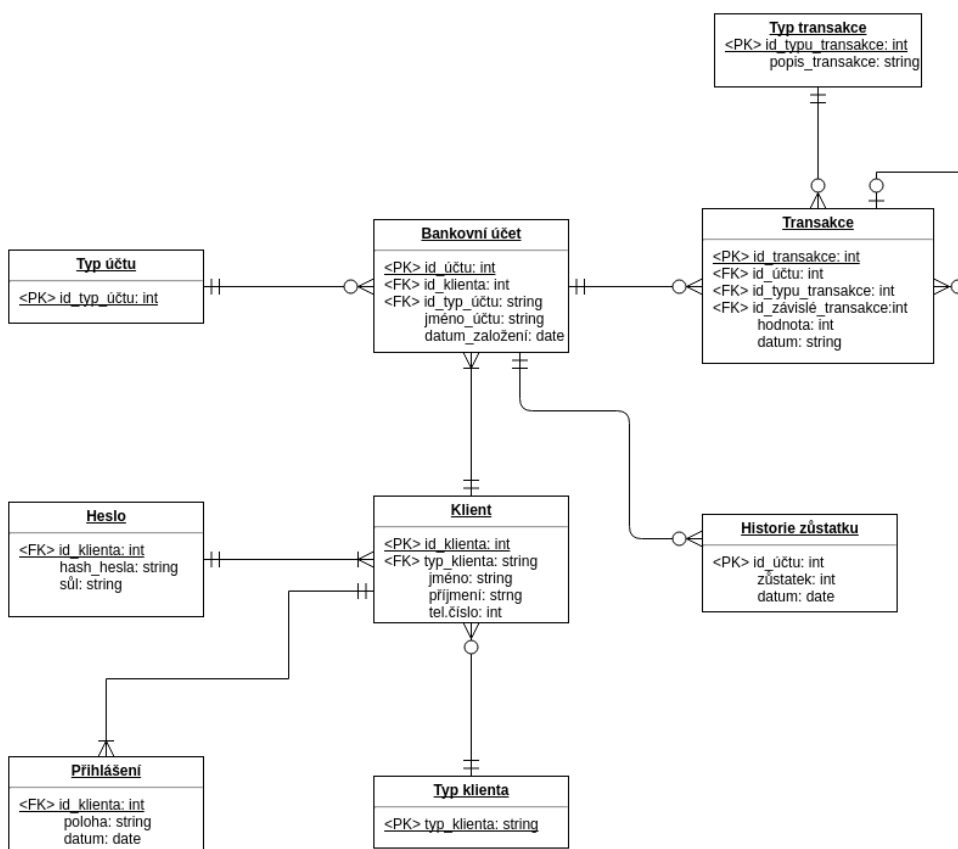 Typ transakce
<PK> id_typu_transakce: int
popis_transakce: string
Typ účtu
<PK> id_typ_účtu: int
Bankovní účet
<PK> id_účtu: int
<FK> id_klienta: int
<FK> id_typ_účtu: string
jméno_účtu: string
datum_založení: date
Transakce
<PK> id_transakce: int
<FK> id_účtu: int
<FK> id_typu_transakce: int
<FK> id_závislé_transakce:int
hodnota: int
datum: string
Heslo
<FK> id_klienta: int
hash_hesla: string
sůl: string
Klient
<PK> id_klienta: int
<FK> typ_klienta: string
jméno: string
příjmení: strng
tel.číslo: int
Historie zůstatku
<PK> id_účtu: int
zůstatek: int
datum: date
Přihlášení
<FK> id_klienta: int
poloha: string
datum: date
Typ klienta
<PK> typ_klienta: string